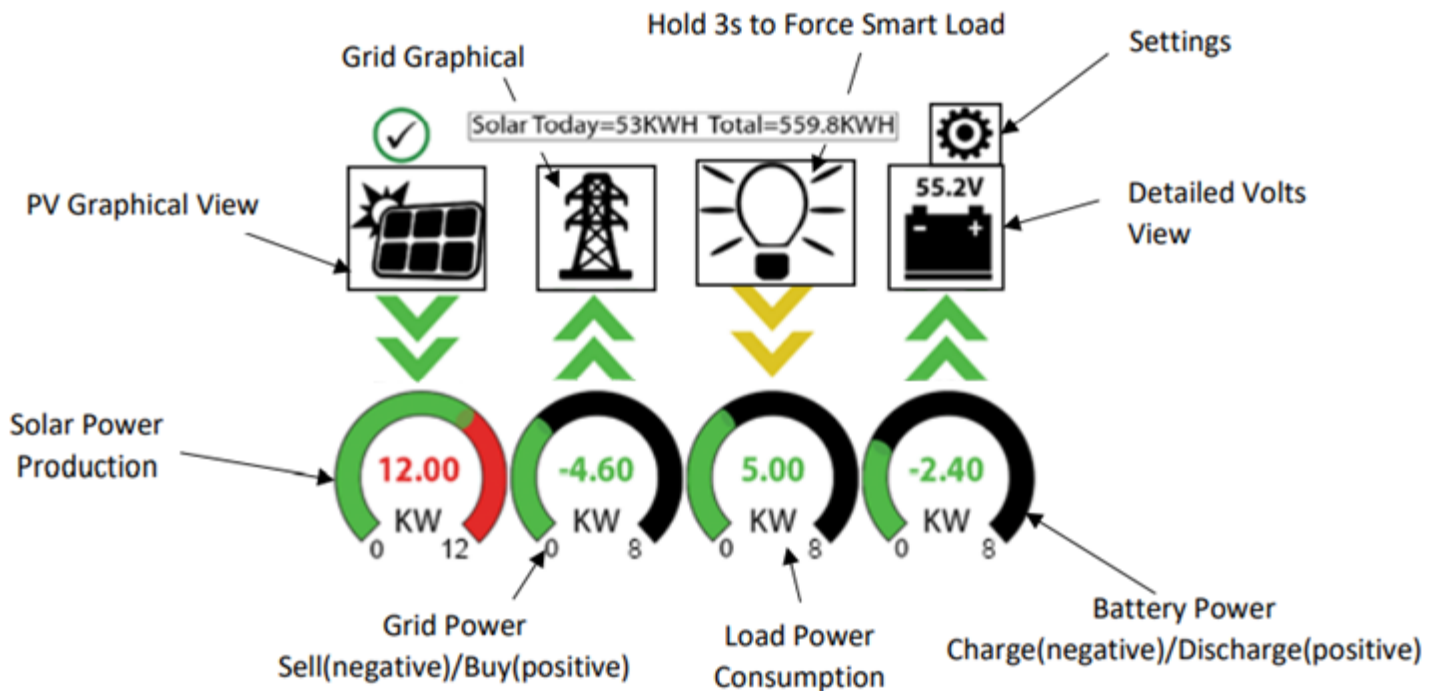 Hold 3s to Force Smart Load
Settings
Grid Graphical
Solar Today=53KWH Total=559.8KWH
PV Graphical View
55.2V
- +
Detailed Volts
View
Solar Power
Production
12.00
KW
0 12
-4.60
KW
0 8
5.00
KW
0 8
-2.40
KW
0 8
Grid Power
Sell(negative)/Buy(positive)
Load Power
Consumption
Battery Power
Charge(negative)/Discharge(positive)